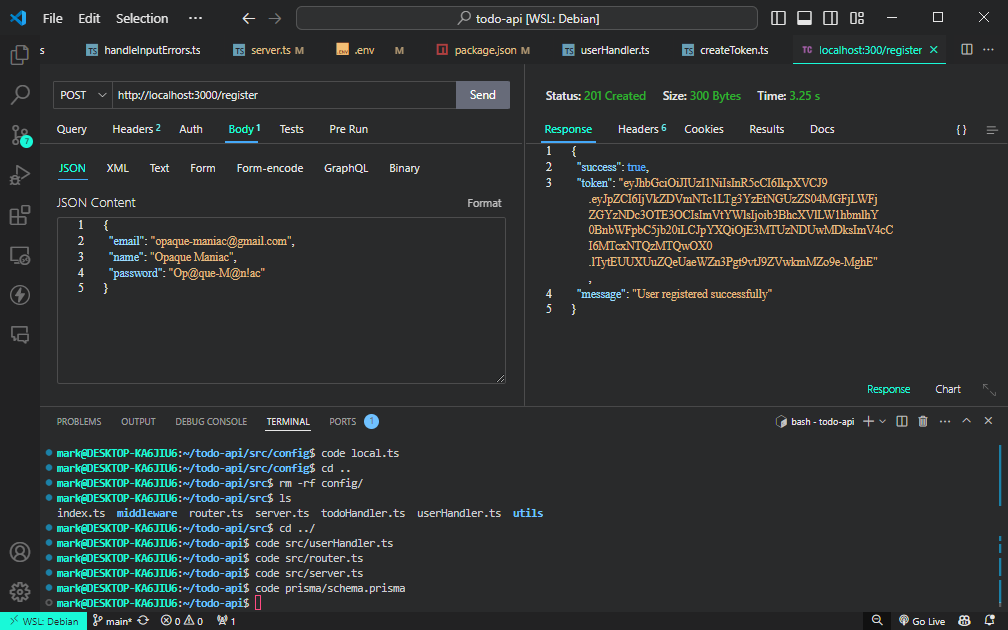 File Edit Selection ··· todo-api [WSL: Debian]
s TS handleInputErrors.ts TS server.ts M .env M package.json M TS userHandler.ts TS createToken.ts TC localhost:300/register
POST http://localhost:3000/register Send
Query Headers 2 Auth Body 1 Tests Pre Run
JSON XML Text Form Form-encode GraphQL Binary
JSON Content Format
1 {
2 "email": "opaque-maniac@gmail.com",
3 "name": "Opaque Maniac",
4 "password": "Op@que-M@n!ac"
5 }
Status: 201 Created Size: 300 Bytes Time: 3.25 s
Response Headers 6 Cookies Results Docs { }
1 {
2 "success": true,
3 "token": "eyJhbGciOiJIUzI1NiIsInR5cCI6IkpXVCJ9
.eyJpZCI6IjVkZDVmNTc1LTg3YzEtNGUzZS04MGFjLWFj
ZGYzNDc3OTE3OCIsImVtYWlsIjoib3BhcXVlLW1hbmlhY
0BnbWFpbC5jb20iLCJpYXQiOjE3MTUzNDUwMDksImV4cC
I6MTcxNTQzMTQwOX0
.lTytEUUXUuZQeUaeWZn3Pgt9vtJ9ZVwkmMZo9e-MghE"
,
4 "message": "User registered successfully"
5 }
Response Chart
PROBLEMS OUTPUT DEBUG CONSOLE TERMINAL PORTS 1 bash - todo-api
mark@DESKTOP-KA6JIU6:~/todo-api/src/config$ code local.ts
mark@DESKTOP-KA6JIU6:~/todo-api/src/config$ cd ..
mark@DESKTOP-KA6JIU6:~/todo-api/src$ rm -rf config/
mark@DESKTOP-KA6JIU6:~/todo-api/src$ ls
index.ts middleware router.ts server.ts todoHandler.ts userHandler.ts utils
mark@DESKTOP-KA6JIU6:~/todo-api/src$ cd ../
mark@DESKTOP-KA6JIU6:~/todo-api$ code src/userHandler.ts
mark@DESKTOP-KA6JIU6:~/todo-api$ code src/router.ts
mark@DESKTOP-KA6JIU6:~/todo-api$ code src/server.ts
mark@DESKTOP-KA6JIU6:~/todo-api$ code prisma/schema.prisma
mark@DESKTOP-KA6JIU6:~/todo-api$
7
WSL: Debian main* 0 0 1 Go Live